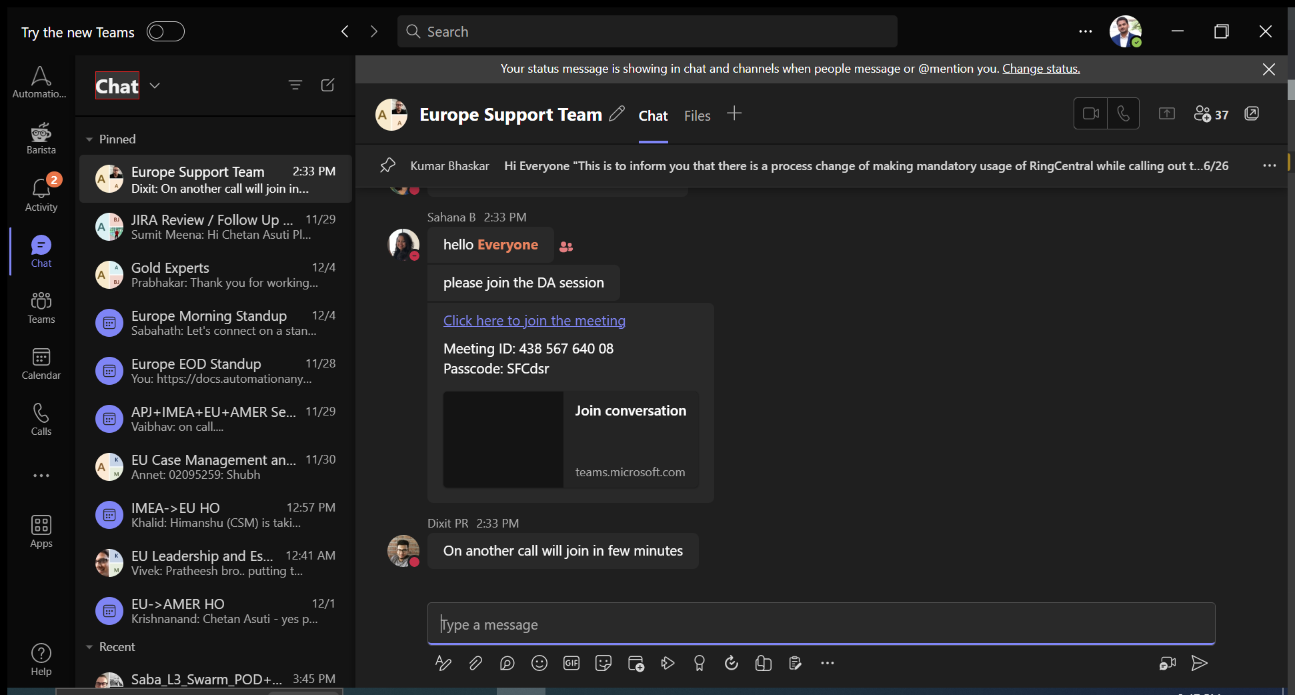 Try the new Teams
Search
Automatio...
Barista
2
Activity
Chat
Teams
Calendar
Calls
Apps
Help
Chat
Pinned
Europe Support Team 2:33 PM
Dixit: On another call will join in...
JIRA Review / Follow Up ... 11/29
Sumit Meena: Hi Chetan Asuti Pl...
Gold Experts 12/4
Prabhakar: Thank you for working...
Europe Morning Standup 12/4
Sabahath: Let's connect on a stan...
Europe EOD Standup 11/28
You: https://docs.automationany...
APJ+IMEA+EU+AMER Se... 11/29
Vaibhav: on call....
EU Case Management an... 11/30
Annet: 02095259: Shubh
IMEA->EU HO 12:57 PM
Khalid: Himanshu (CSM) is taki...
EU Leadership and Es... 12:41 AM
Vivek: Pratheesh bro.. putting t...
EU->AMER HO 12/1
Krishnanand: Chetan Asuti - yes p...
Recent
Saba_L3_Swarm_POD+... 3:45 PM
Your status message is showing in chat and channels when people message or @mention you. Change status.
Europe Support Team Chat Files 37
Kumar Bhaskar Hi Everyone "This is to inform you that there is a process change of making mandatory usage of RingCentral while calling out t...6/26
Sahana B 2:33 PM
hello Everyone
please join the DA session
Click here to join the meeting
Meeting ID: 438 567 640 08
Passcode: SFCdsr
Join conversation
teams.microsoft.com
Dixit PR 2:33 PM
On another call will join in few minutes
Type a message
GIF